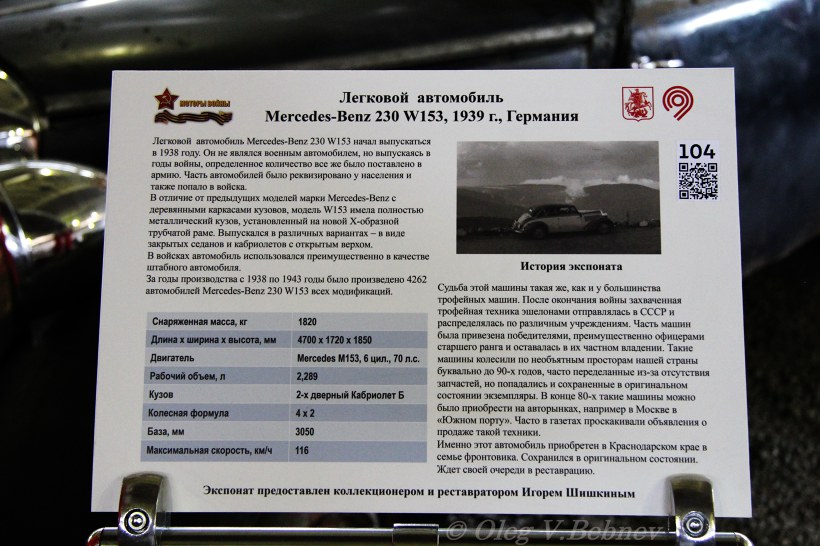 МОТОРЫ ВОЙНЫ
Легковой автомобиль
Mercedes-Benz 230 W153, 1939 г., Германия
9
Легковой автомобиль Mercedes-Benz 230 W153 начал выпускаться
в 1938 году. Он не являлся военным автомобилем, но выпускаясь в
годы войны, определенное количество все же было поставлено в
армию. Часть автомобилей было реквизировано у населения и
также попало в войска.
В отличие от предыдущих моделей марки Mercedes-Benz с
деревянными каркасами кузовов, модель W153 имела полностью
металлический кузов, установленный на новой X-образной
трубчатой раме. Выпускался в различных вариантах – в виде
закрытых седанов и кабриолетов с открытым верхом.
В войсках автомобиль использовался преимущественно в качестве
штабного автомобиля.
За годы производства с 1938 по 1943 годы было произведено 4262
автомобилей Mercedes-Benz 230 W153 всех модификаций.
Снаряженная масса, кг 1820
Длина х ширина х высота, мм 4700 х 1720 х 1850
Двигатель Mercedes M153, 6 цил., 70 л.с.
Рабочий объем, л 2,289
Кузов 2-х дверный Кабриолет Б
Колесная формула 4 х 2
База, мм 3050
Максимальная скорость, км/ч 116
104
История экспоната
Судьба этой машины такая же, как и у большинства
трофейных машин. После окончания войны захваченная
трофейная техника эшелонами отправлялась в СССР и
распределялась по различным учреждениям. Часть машин
была привезена победителями, преимущественно офицерами
старшего ранга и оставалась в их частном владении. Такие
машины колесили по необъятным просторам нашей страны
буквально до 90-х годов, часто переделанные из-за отсутствия
запчастей, но попадались и сохраненные в оригинальном
состоянии экземпляры. В конце 80-х такие машины можно
было приобрести на авторынках, например в Москве в
«Южном порту». Часто в газетах проскакивали объявления о
продаже такой техники.
Именно этот автомобиль приобретен в Краснодарском крае в
семье фронтовика. Сохранился в оригинальном состоянии.
Ждет своей очереди в реставрацию.
Экспонат предоставлен коллекционером и реставратором Игорем Шишкиным
© Oleg V.Bebnev